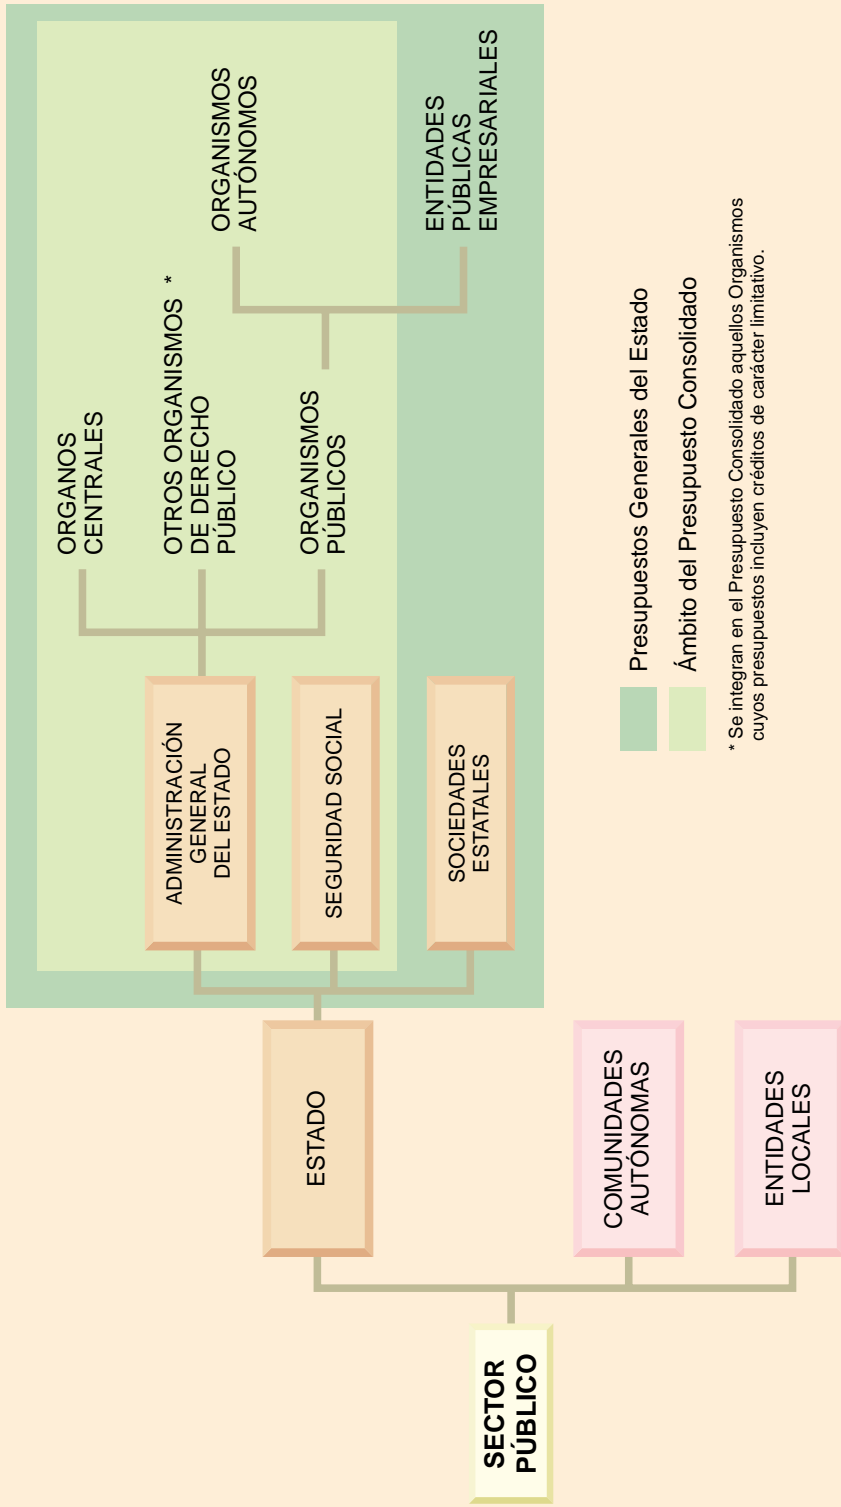 SECTOR
PÚBLICO
ESTADO
COMUNIDADES
AUTÓNOMAS
ENTIDADES
LOCALES
ADMINISTRACIÓN
GENERAL
DEL ESTADO
SEGURIDAD SOCIAL
SOCIEDADES
ESTATALES
ORGANOS
CENTRALES
OTROS ORGANISMOS *
DE DERECHO
PÚBLICO
ORGANISMOS
PÚBLICOS
ORGANISMOS
AUTÓNOMOS
ENTIDADES
PÚBLICAS
EMPRESARIALES
Presupuestos Generales del Estado
Ámbito del Presupuesto Consolidado
* Se integran en el Presupuesto Consolidado aquellos Organismos
cuyos presupuestos incluyen créditos de carácter limitativo.